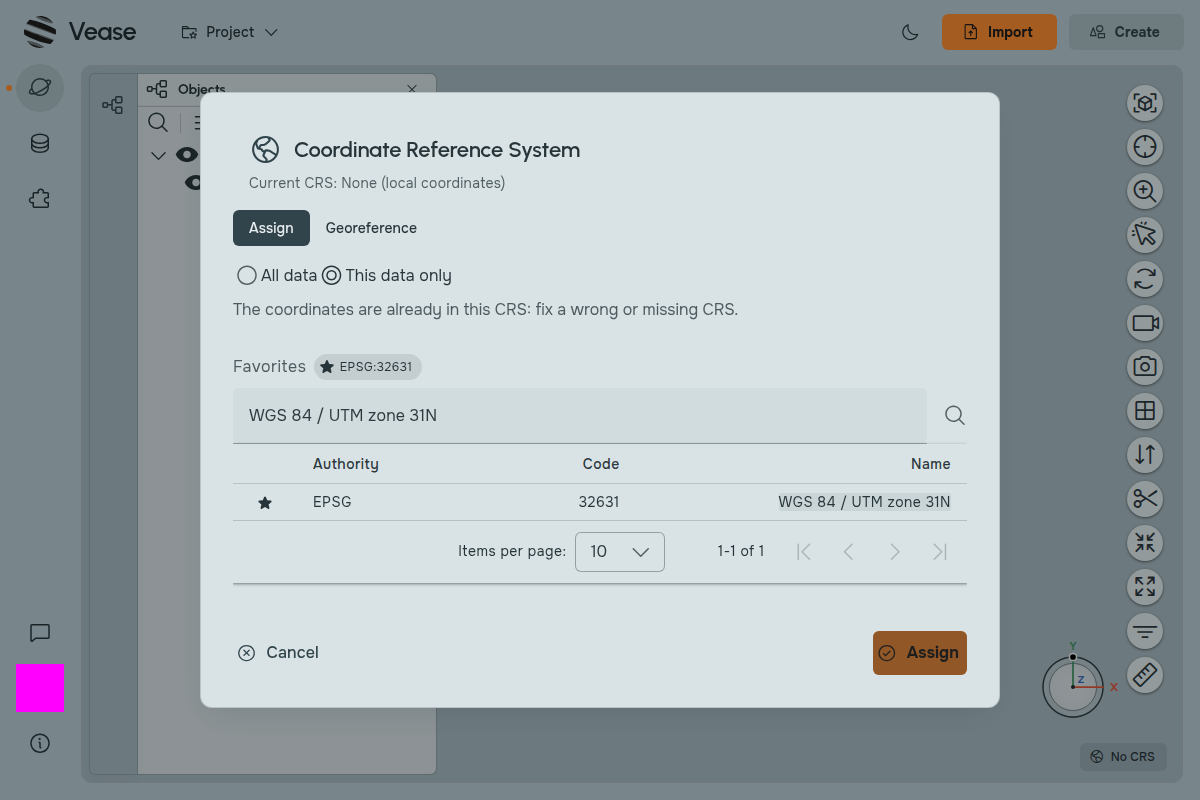 Vease
Project
Import
Create
Objects
Coordinate Reference System
Current CRS: None (local coordinates)
Assign
Georeference
All data
This data only
The coordinates are already in this CRS: fix a wrong or missing CRS.
Favorites
EPSG:32631
WGS 84 / UTM zone 31N
Authority Code Name
EPSG 32631 WGS 84 / UTM zone 31N
Items per page: 10 1-1 of 1
Cancel
Assign
Y
Z
X
No CRS